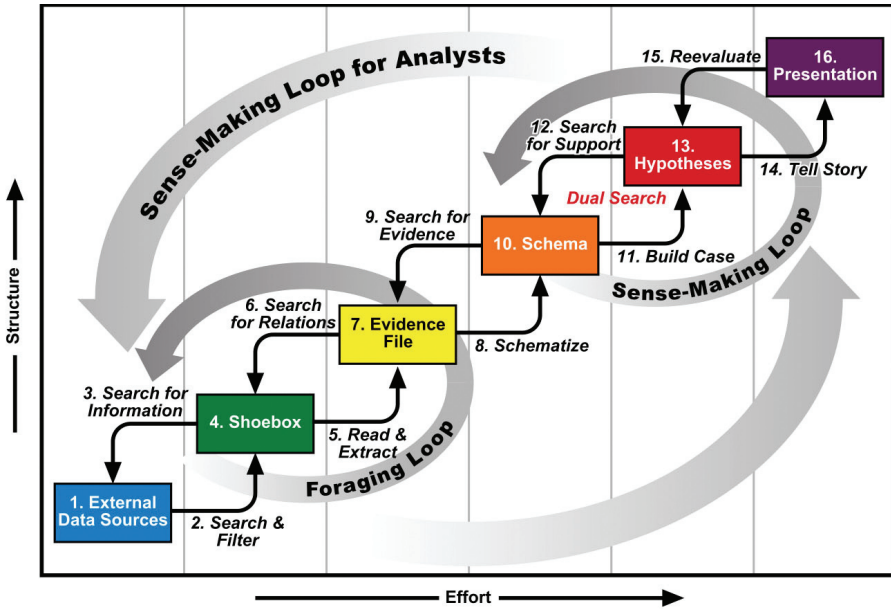 15. Reevaluate
16.
Presentation
Sense-Making Loop for Analysts
12. Search
for Support
13.
Hypotheses
14. Tell Story
Dual Search
9. Search for
Evidence
10. Schema
11. Build Case
Sense-Making Loop
6. Search
for Relations
7. Evidence
File
8. Schematize
3. Search for
Information
4. Shoebox
5. Read &
Extract
Foraging Loop
1. External
Data Sources
2. Search &
Filter
Structure
Effort